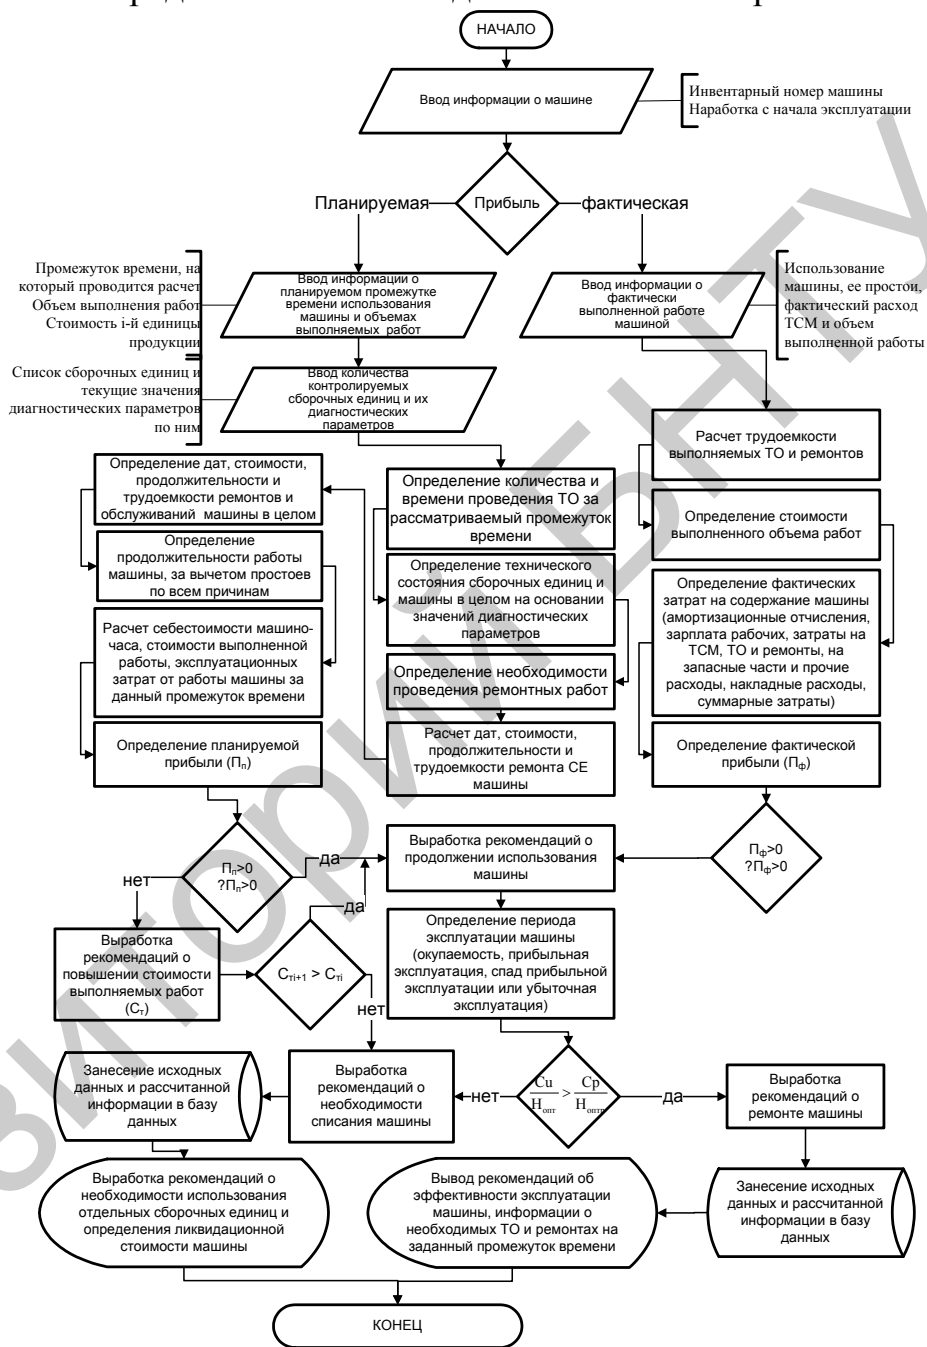 НАЧАЛО
Ввод информации о машине
Инвентарный номер машины
Наработка с начала эксплуатации
Прибыль
Планируемая
фактическая
Промежуток времени, на
который проводится расчет
Объем выполнения работ
Стоимость i-й единицы
продукции
Ввод информации о
планируемом промежутке
времени использования
машины и объемах
выполняемых работ
Ввод информации о
фактически
выполненной работе
машиной
Использование
машины, ее простои,
фактический расход
ТСМ и объем
выполненной работы
Список сборочных единиц и
текущие значения
диагностических параметров
по ним
Ввод количества
контролируемых
сборочных единиц и их
диагностических
параметров
Расчет трудоемкости
выполняемых ТО и ремонтов
Определение дат, стоимости,
продолжительности и
трудоемкости ремонтов и
обслуживаний машины в целом
Определение количества и
времени проведения ТО за
рассматриваемый промежуток
времени
Определение стоимости
выполненного объема работ
Определение
продолжительности работы
машины, за вычетом простоев
по всем причинам
Определение технического
состояния сборочных единиц и
машины в целом на основании
значений диагностических
параметров
Определение фактических
затрат на содержание машины
(амортизационные отчисления,
зарплата рабочих, затраты на
ТСМ, ТО и ремонты, на
запасные части и прочие
расходы, накладные расходы,
суммарные затраты)
Расчет себестоимости машино-
часа, стоимости выполненной
работы, эксплуатационных
затрат от работы машины за
данный промежуток времени
Определение необходимости
проведения ремонтных работ
Определение планируемой
прибыли (Пп)
Расчет дат, стоимости,
продолжительности и
трудоемкости ремонта СЕ
машины
Определение фактической
прибыли (Пф)
Пп>0
?Пп>0
да
нет
Выработка рекомендаций о
продолжении использования
машины
Пф>0
?Пф>0
Выработка
рекомендаций о
повышении стоимости
выполняемых работ
(Ст)
Стi+1 > Стi
да
нет
Определение периода
эксплуатации машины
(окупаемость, прибыльная
эксплуатация, спад прибыльной
эксплуатации или убыточная
эксплуатация)
Занесение исходных
данных и рассчитанной
информации в базу
данных
Выработка
рекомендаций о
необходимости
списания машины
нет
Cu > Cp
Hопт Hоптр
да
Выработка
рекомендаций о
ремонте машины
Выработка рекомендаций о
необходимости использования
отдельных сборочных единиц и
определения ликвидационной
стоимости машины
Вывод рекомендаций об
эффективности эксплуатации
машины, информации о
необходимых ТО и ремонтах на
заданный промежуток времени
Занесение исходных
данных и рассчитанной
информации в базу
данных
КОНЕЦ